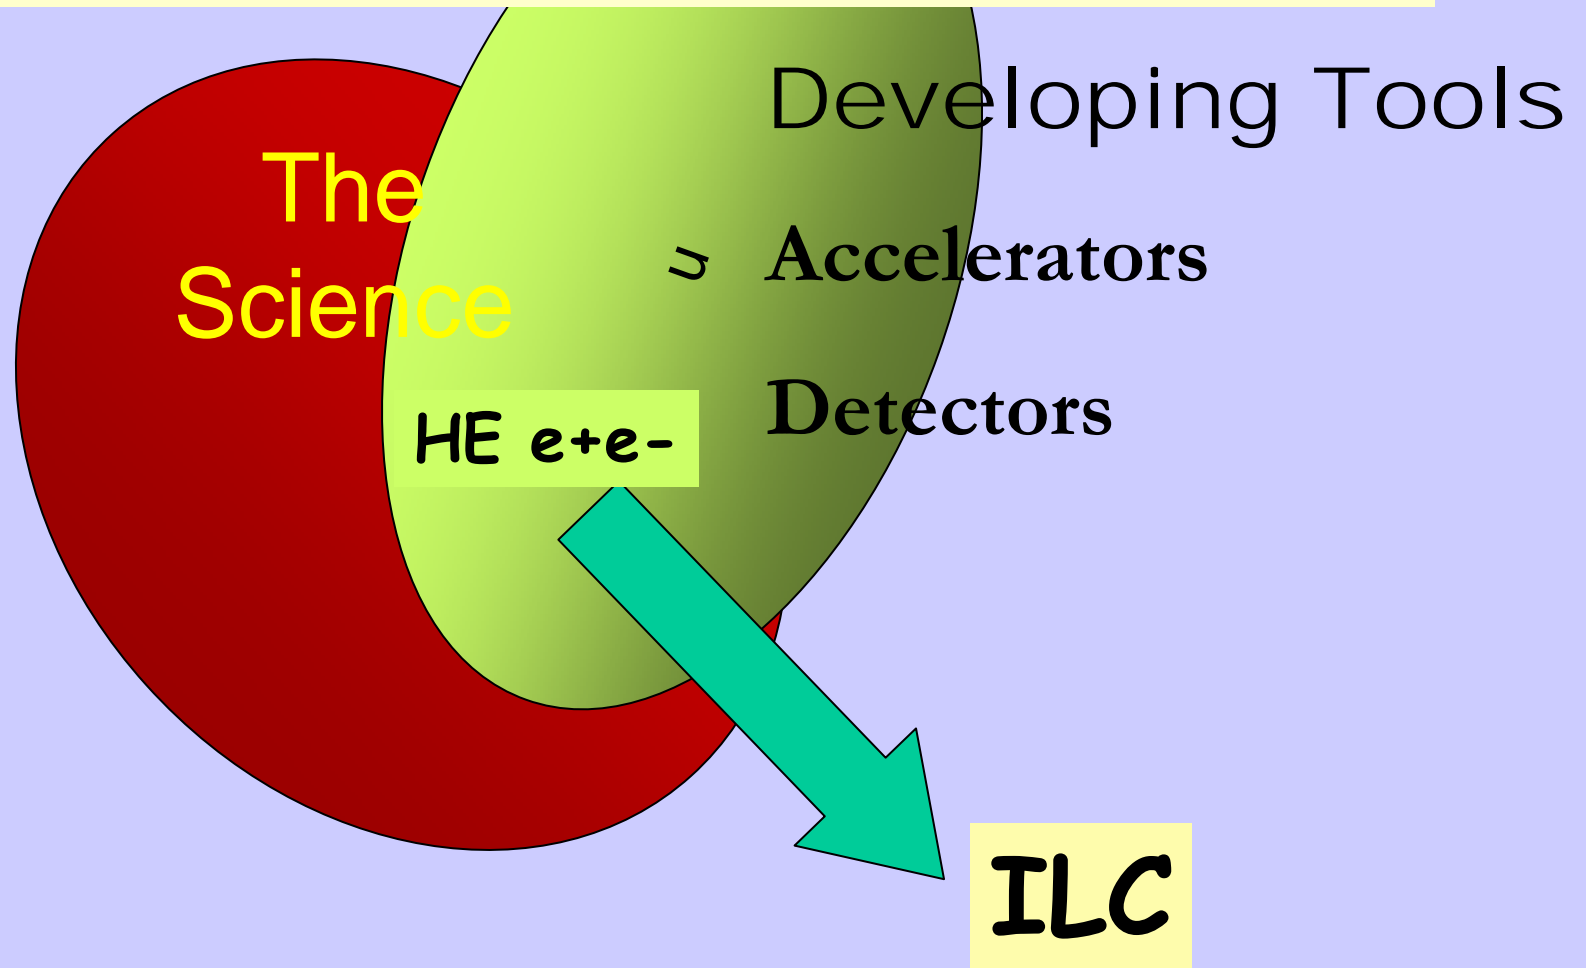 Developing Tools
The
Science
u Accelerators
Detectors
HE e+e-
ILC